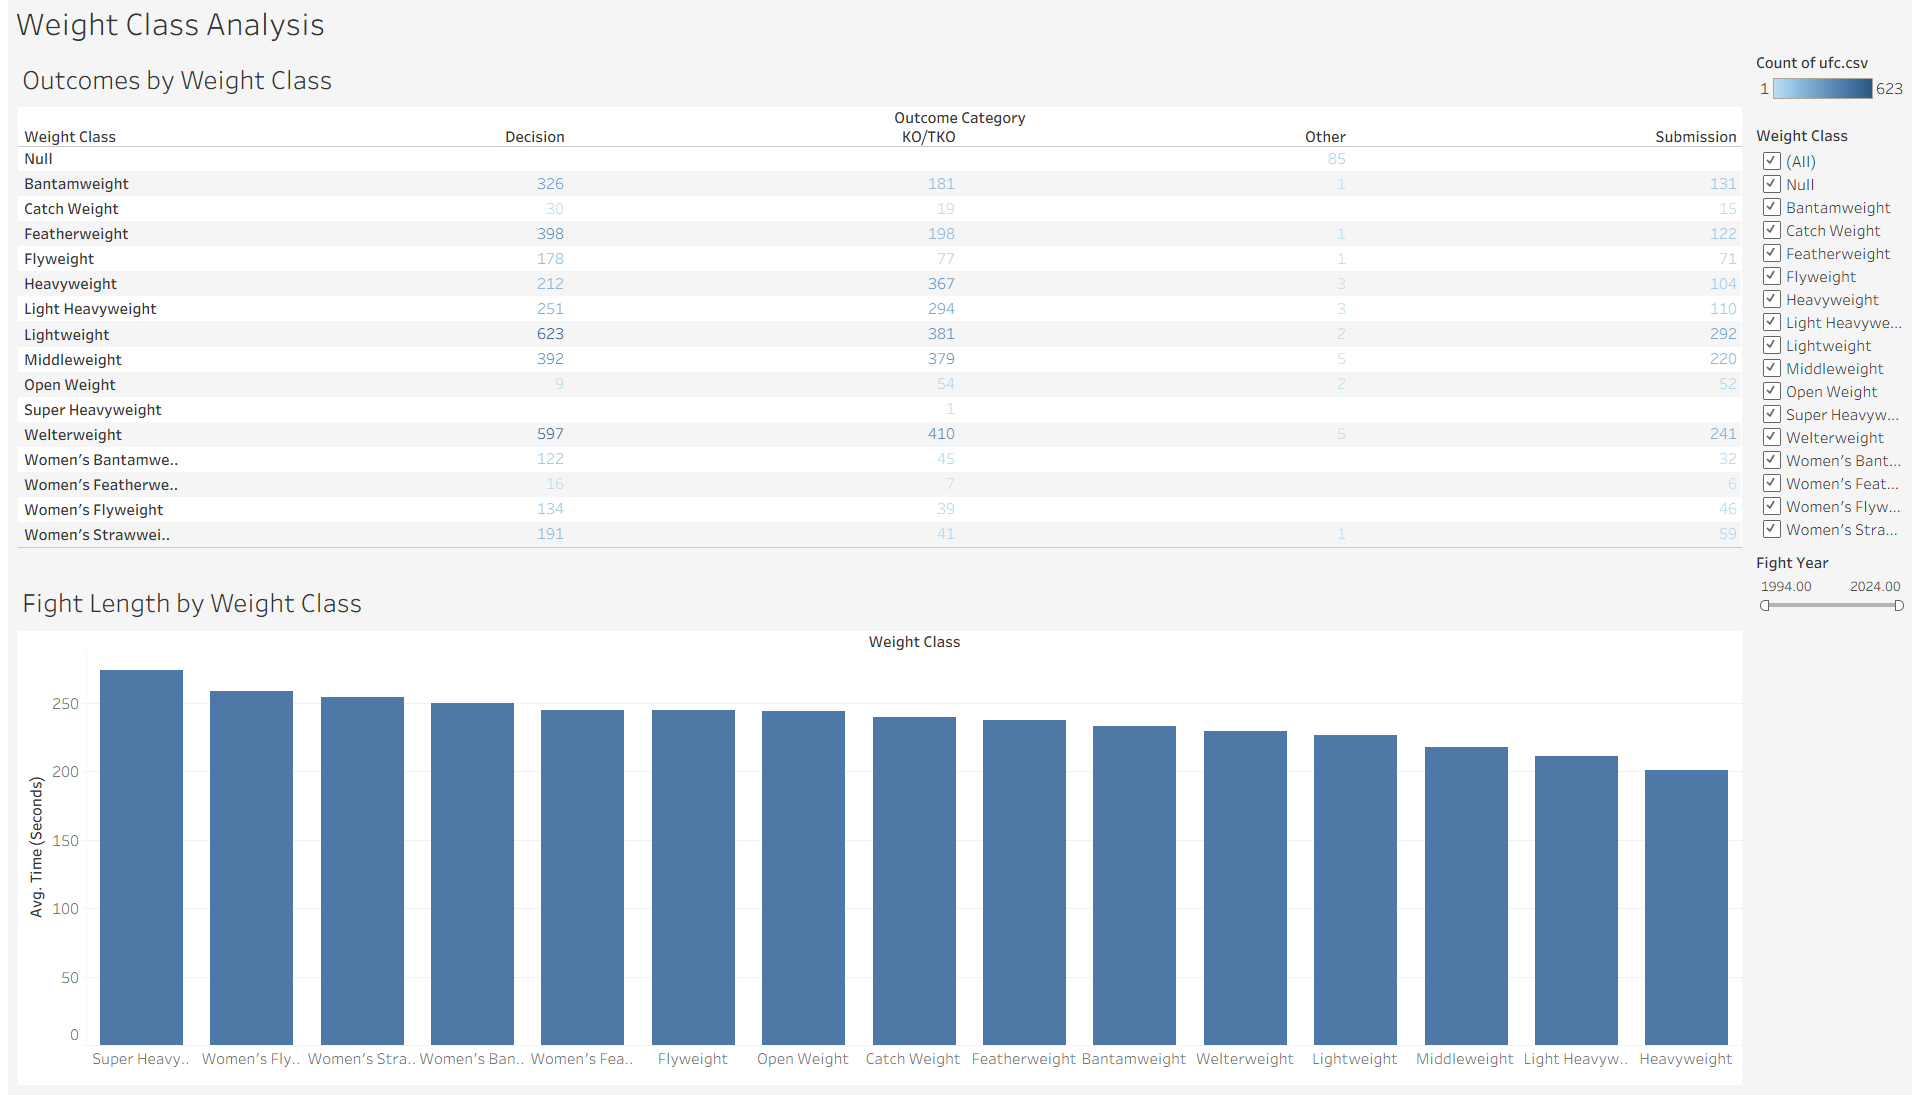 Weight Class Analysis
Outcomes by Weight Class
Outcome Category
Weight Class Decision KO/TKO Other Submission
Null 85
Bantamweight 326 181 1 131
Catch Weight 30 19 15
Featherweight 398 198 1 122
Flyweight 178 77 1 71
Heavyweight 212 367 3 104
Light Heavyweight 251 294 3 110
Lightweight 623 381 2 292
Middleweight 392 379 5 220
Open Weight 9 54 2 52
Super Heavyweight 1
Welterweight 597 410 5 241
Women's Bantamwe.. 122 45 32
Women's Featherwe.. 16 7 6
Women's Flyweight 134 39 46
Women's Strawwei.. 191 41 1 59
Count of ufc.csv
1 623
Weight Class
(All)
Null
Bantamweight
Catch Weight
Featherweight
Flyweight
Heavyweight
Light Heavywe...
Lightweight
Middleweight
Open Weight
Super Heavyw...
Welterweight
Women's Bant...
Women's Feat...
Women's Flyw...
Women's Stra...
Fight Year
1994.00 2024.00
Fight Length by Weight Class
Weight Class
Avg. Time (Seconds)
250
200
150
100
50
0
Super Heavy.. Women's Fly.. Women's Stra.. Women's Ban.. Women's Fea.. Flyweight Open Weight Catch Weight Featherweight Bantamweight Welterweight Lightweight Middleweight Light Heavyw.. Heavyweight